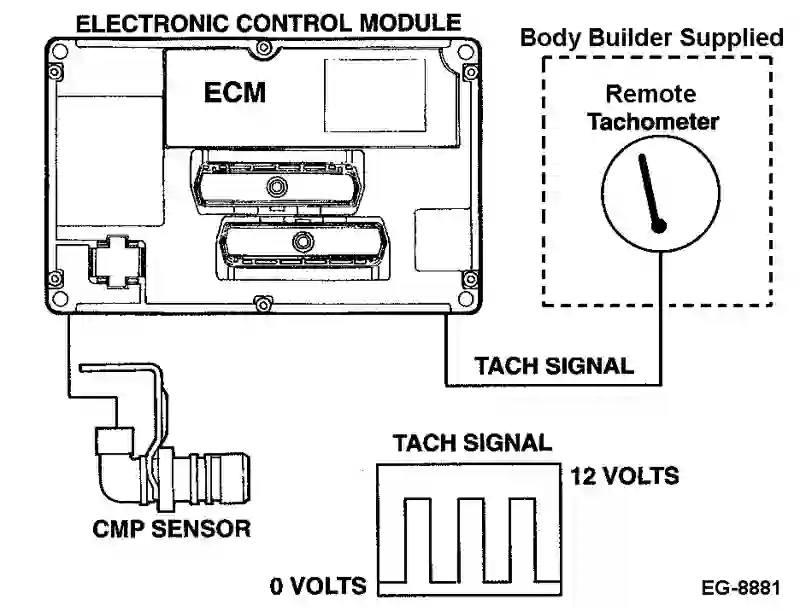 ELECTRONIC CONTROL MODULE
Body Builder Supplied
ECM
Remote
Tachometer
TACH SIGNAL
TACH SIGNAL
12 VOLTS
CMP SENSOR
0 VOLTS
EG-8881